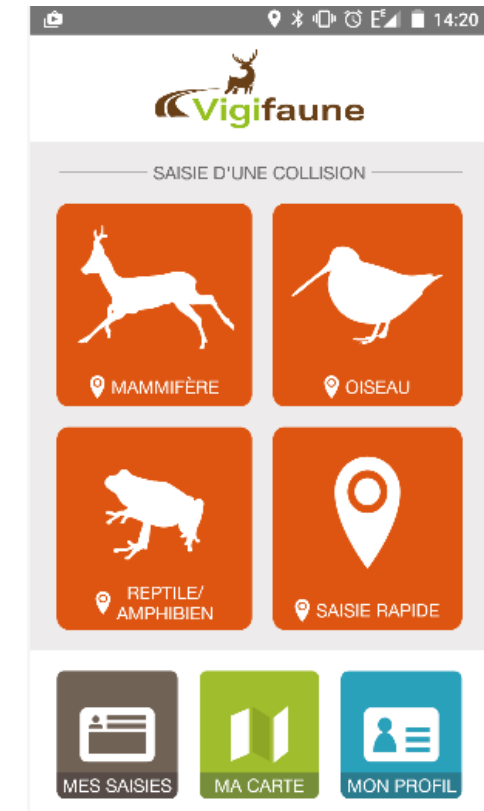 14:20
Vigifaune
SAISIE D'UNE COLLISION
MAMMIFÈRE
OISEAU
REPTILE/
AMPHIBIEN
SAISIE RAPIDE
MES SAISIES
MA CARTE
MON PROFIL